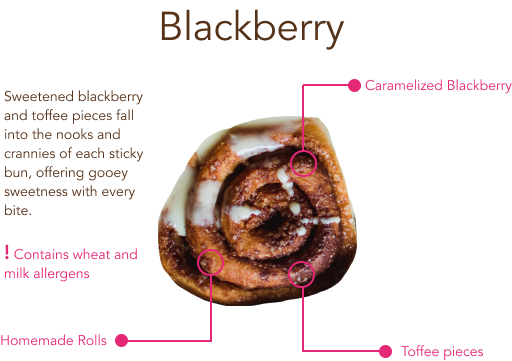 Blackberry
Caramelized Blackberry
Sweetened blackberry
and toffee pieces fall
into the nooks and
crannies of each sticky
bun, offering gooey
sweetness with every
bite.
! Contains wheat and
milk allergens
Homemade Rolls
Toffee pieces